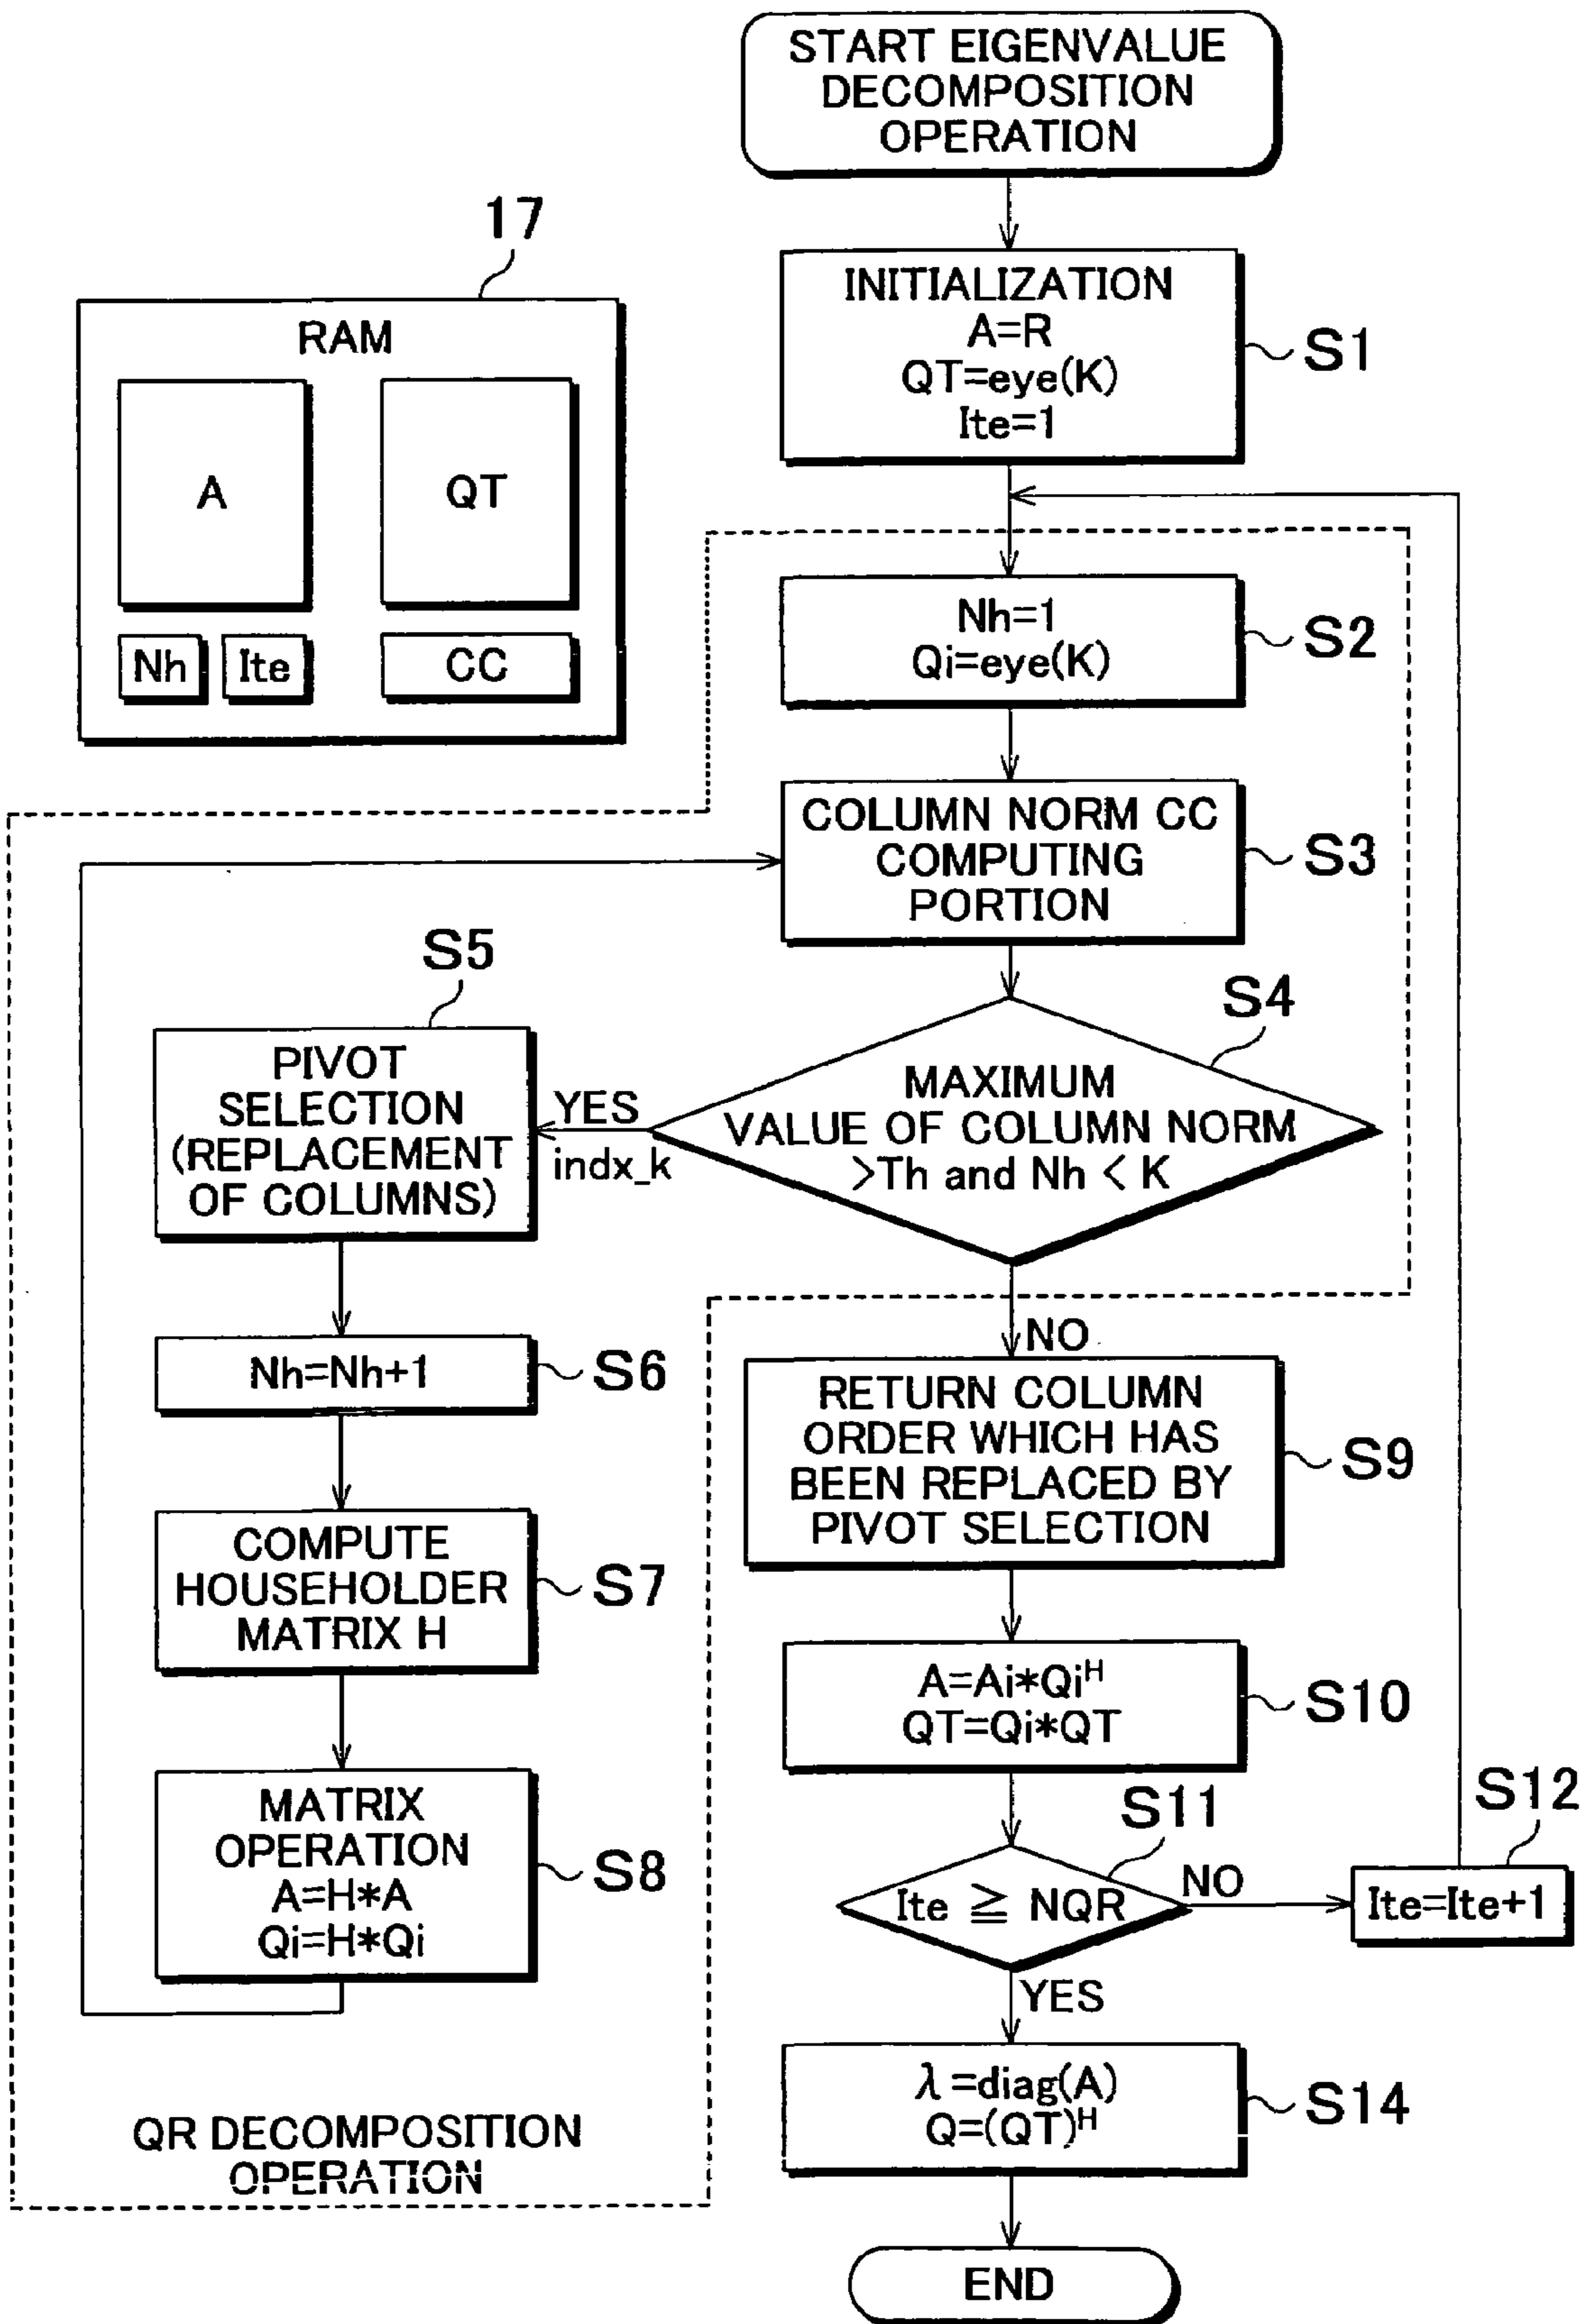 START EIGENVALUE
DECOMPOSITION
OPERATION
17
RAM
A
QT
Nh
Ite
CC
INITIALIZATION
A=R
QT=eye(K)
Ite=1
S1
Nh=1
Qi=eye(K)
S2
COLUMN NORM CC
COMPUTING
PORTION
S3
S4
MAXIMUM
VALUE OF COLUMN NORM
>Th and Nh < K
YES
indx_k
S5
PIVOT
SELECTION
(REPLACEMENT
OF COLUMNS)
Nh=Nh+1
S6
COMPUTE
HOUSEHOLDER
MATRIX H
S7
MATRIX
OPERATION
A=H*A
Qi=H*Qi
S8
QR DECOMPOSITION
OPERATION
NO
RETURN COLUMN
ORDER WHICH HAS
BEEN REPLACED BY
PIVOT SELECTION
S9
A=Ai*Qiᴴ
QT=Qi*QT
S10
S11
Ite ≧ NQR
NO
S12
Ite=Ite+1
YES
λ=diag(A)
Q=(QT)ᴴ
S14
END